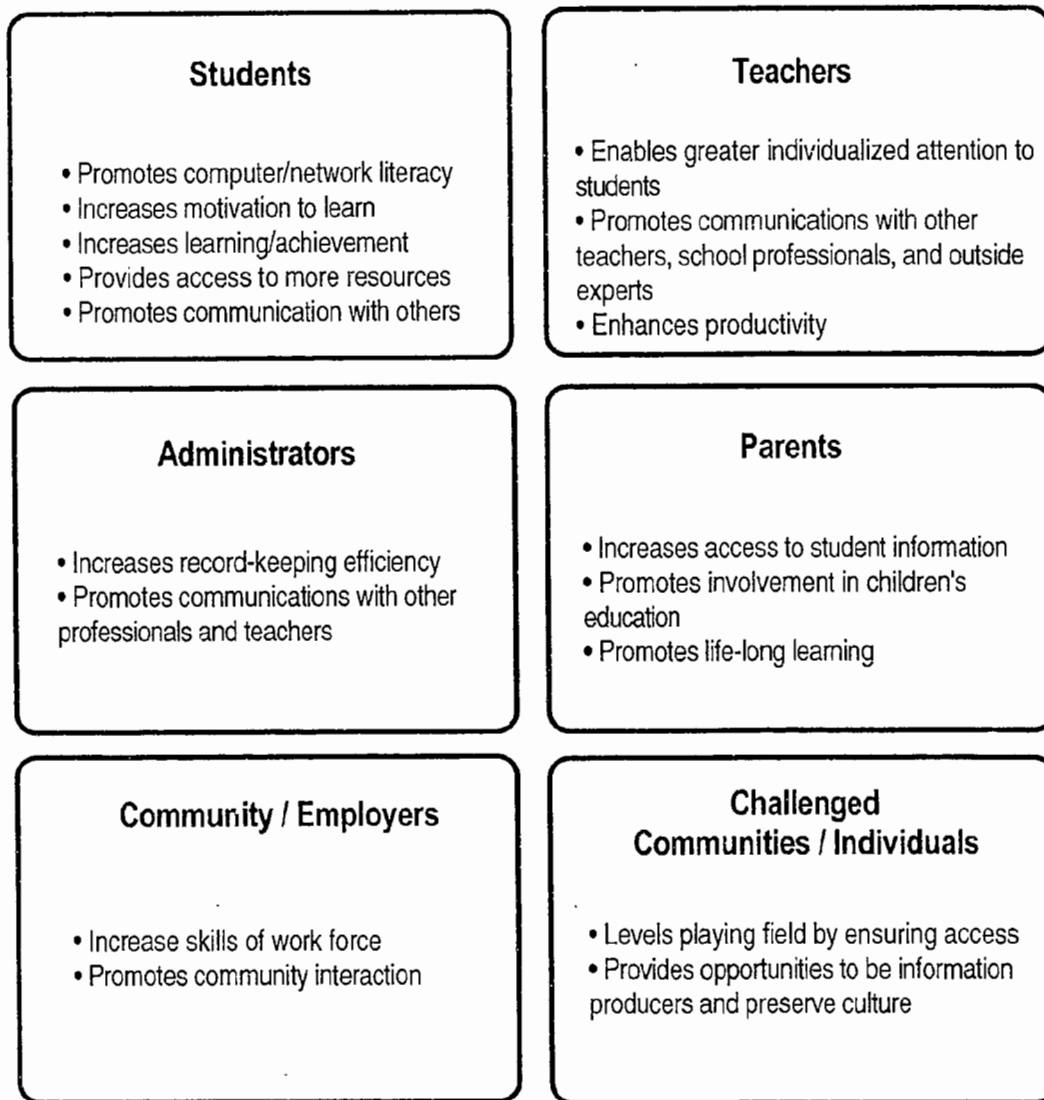 Students
• Promotes computer/network literacy
• Increases motivation to learn
• Increases learning/achievement
• Provides access to more resources
• Promotes communication with others
Teachers
• Enables greater individualized attention to
students
• Promotes communications with other
teachers, school professionals, and outside
experts
• Enhances productivity
Administrators
• Increases record-keeping efficiency
• Promotes communications with other
professionals and teachers
Parents
• Increases access to student information
• Promotes involvement in children's
education
• Promotes life-long learning
Community / Employers
• Increase skills of work force
• Promotes community interaction
Challenged
Communities / Individuals
• Levels playing field by ensuring access
• Provides opportunities to be information
producers and preserve culture